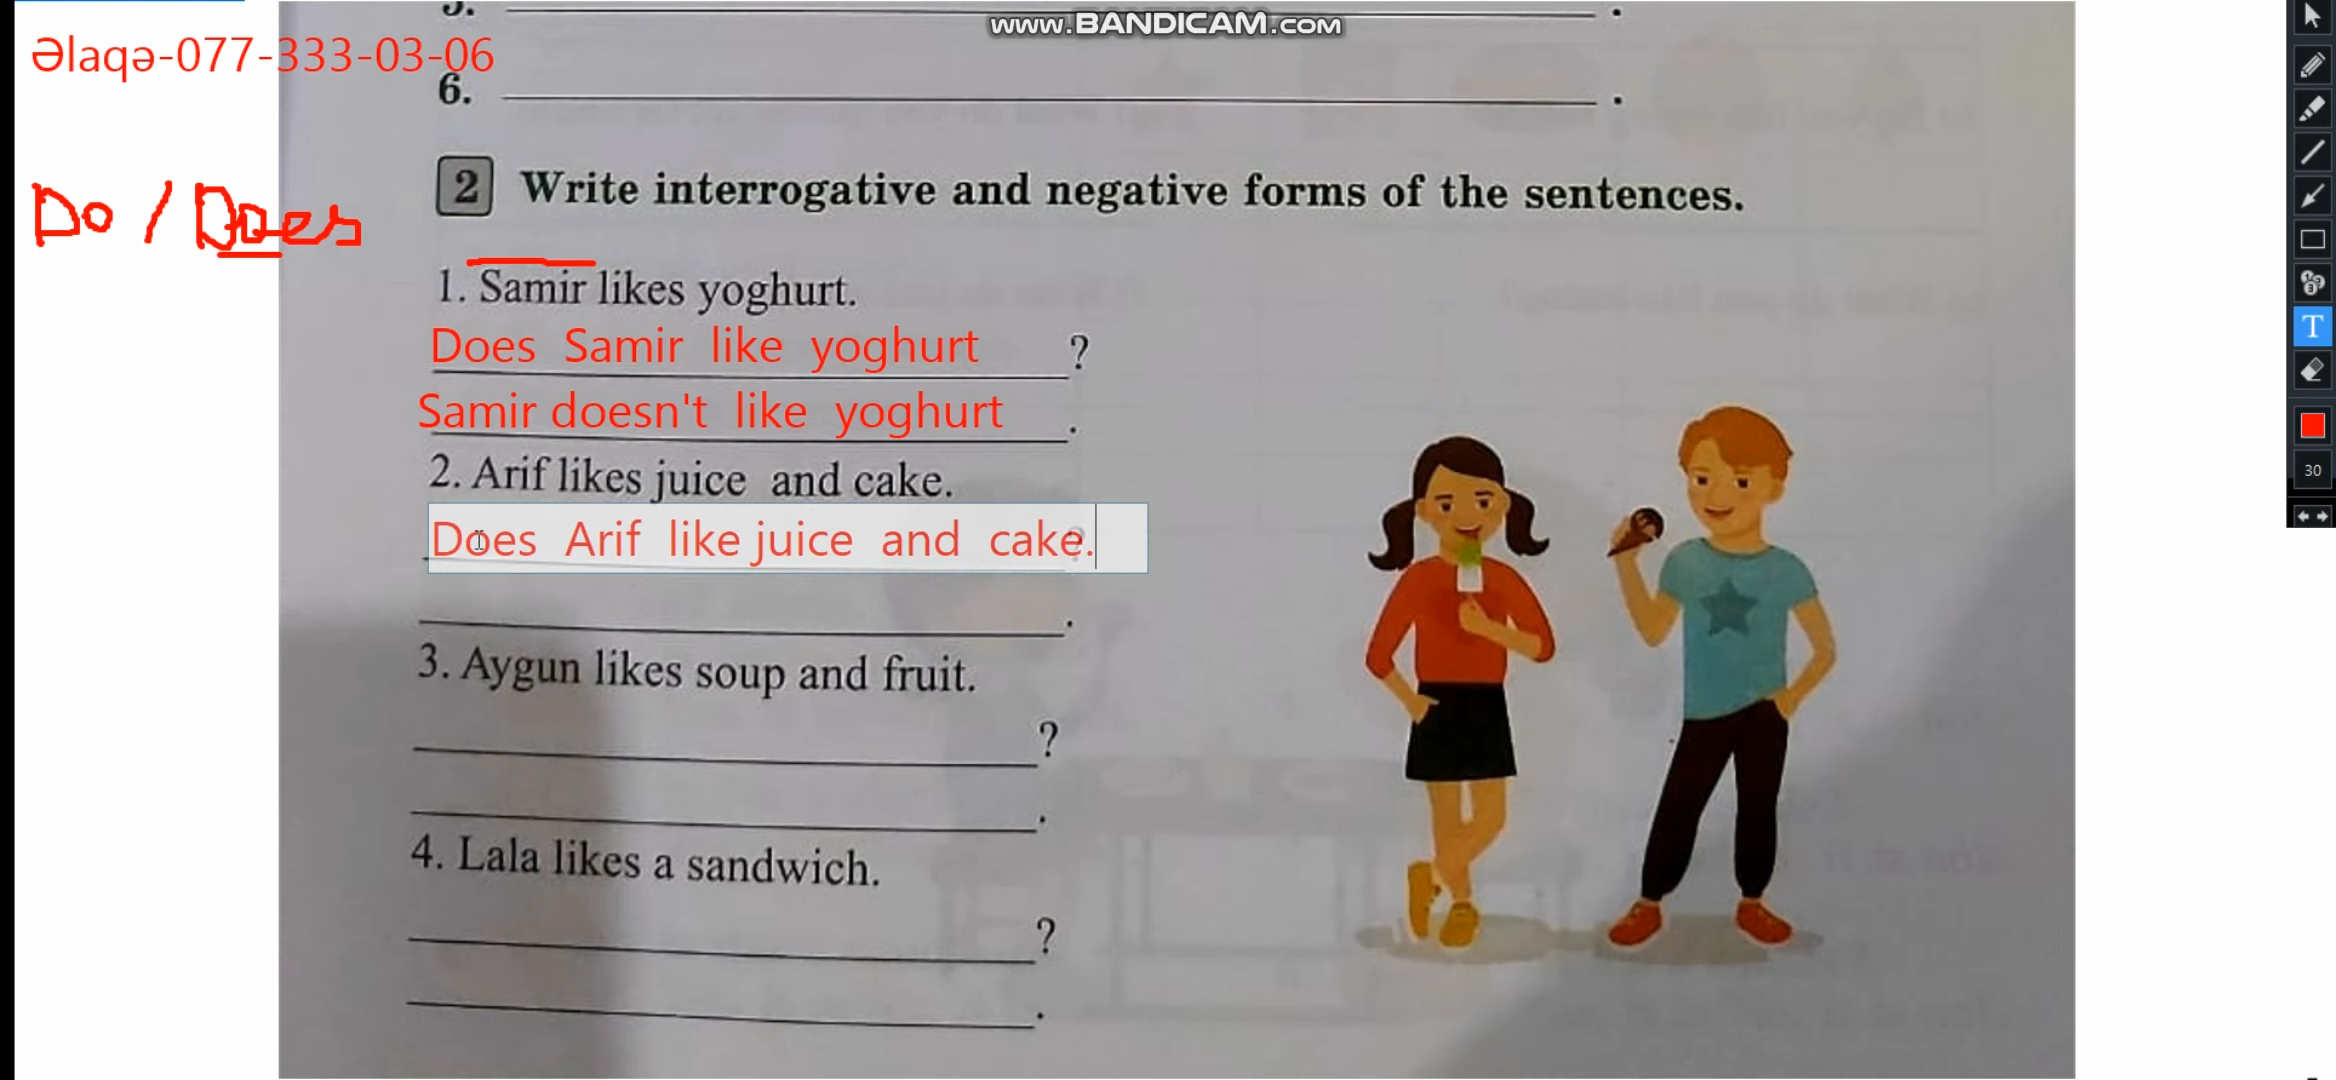 www.BANDICAM.com
Əlaqə-077-333-03-06
6. .
Do / Does
2 Write interrogative and negative forms of the sentences.
1. Samir likes yoghurt.
Does Samir like yoghurt ?
Samir doesn't like yoghurt .
2. Arif likes juice and cake.
Does Arif like juice and cake. ?
.
3. Aygun likes soup and fruit.
?
.
4. Lala likes a sandwich.
?
.
T
30